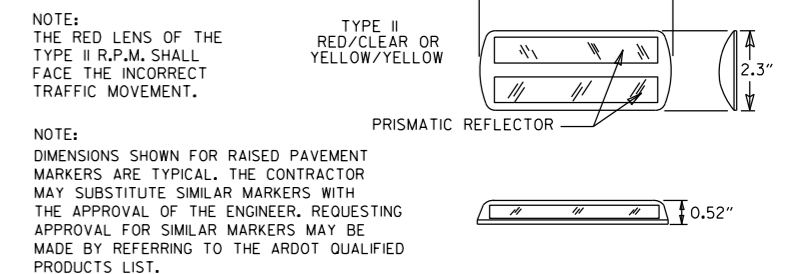 NOTE:
THE RED LENS OF THE
TYPE II R.P.M. SHALL
FACE THE INCORRECT
TRAFFIC MOVEMENT.
TYPE II
RED/CLEAR OR
YELLOW/YELLOW
2.3"
PRISMATIC REFLECTOR
NOTE:
DIMENSIONS SHOWN FOR RAISED PAVEMENT
MARKERS ARE TYPICAL. THE CONTRACTOR
MAY SUBSTITUTE SIMILAR MARKERS WITH
THE APPROVAL OF THE ENGINEER. REQUESTING
APPROVAL FOR SIMILAR MARKERS MAY BE
MADE BY REFERRING TO THE ARDOT QUALIFIED
PRODUCTS LIST.
0.52"